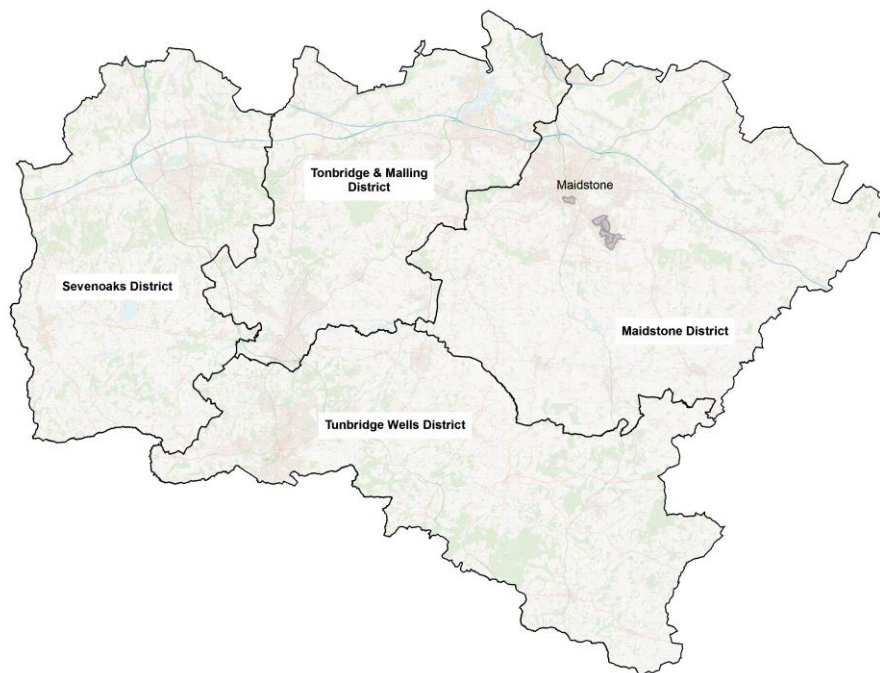 Tonbridge & Malling
District
Maidstone
Sevenoaks District
Maidstone District
Tunbridge Wells District